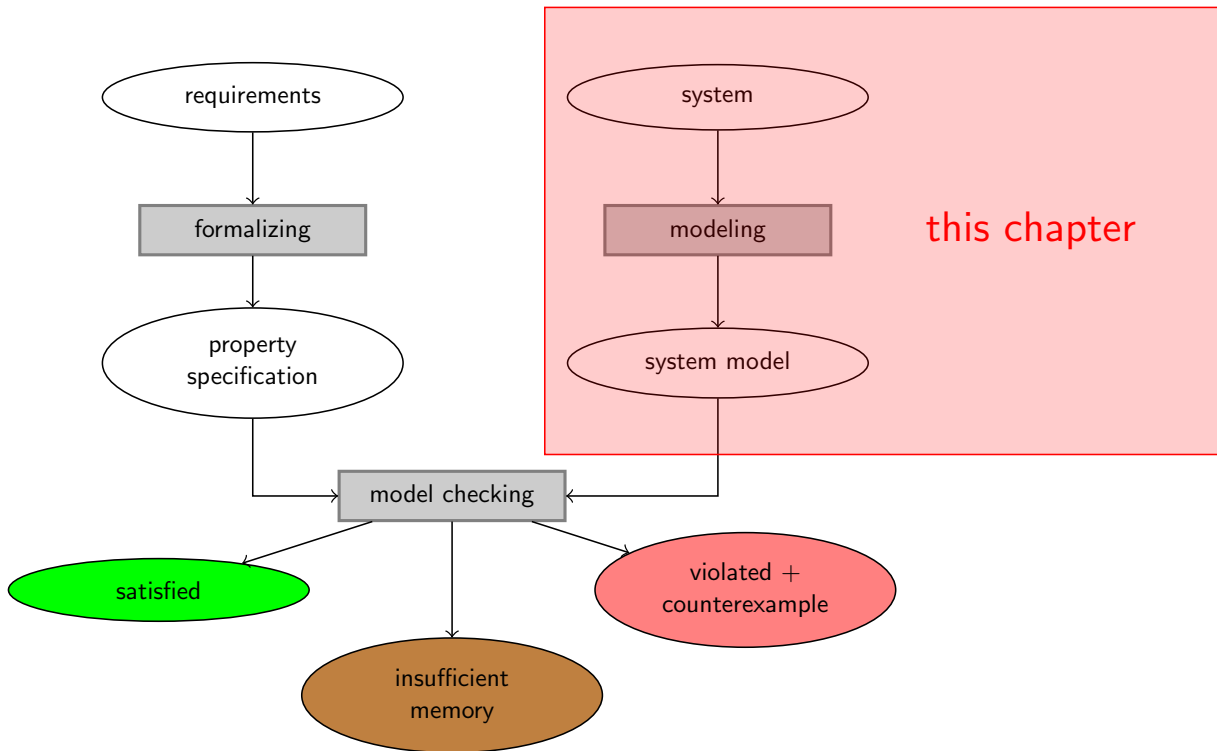 requirements
system
formalizing
modeling
this chapter
property
specification
system model
model checking
satisfied
violated +
counterexample
insufficient
memory